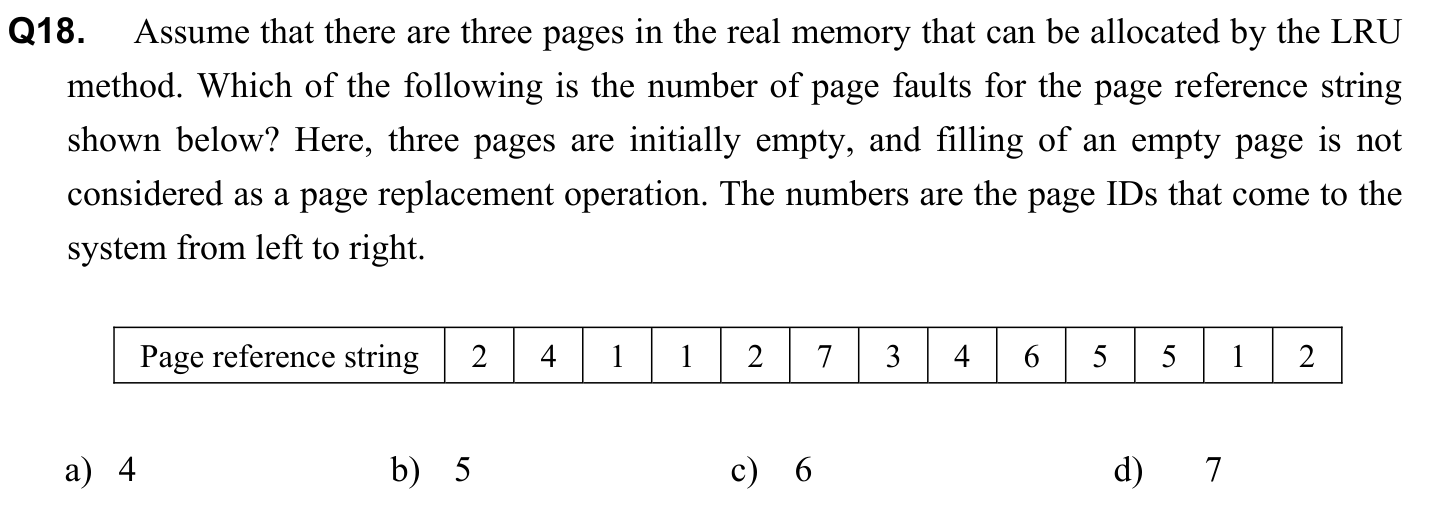 Q18. Assume that there are three pages in the real memory that can be allocated by the LRU
method. Which of the following is the number of page faults for the page reference string
shown below? Here, three pages are initially empty, and filling of an empty page is not
considered as a page replacement operation. The numbers are the page IDs that come to the
system from left to right.
Page reference string 2 4 1 1 2 7 3 4 6 5 5 1 2
a) 4 b) 5 c) 6 d) 7